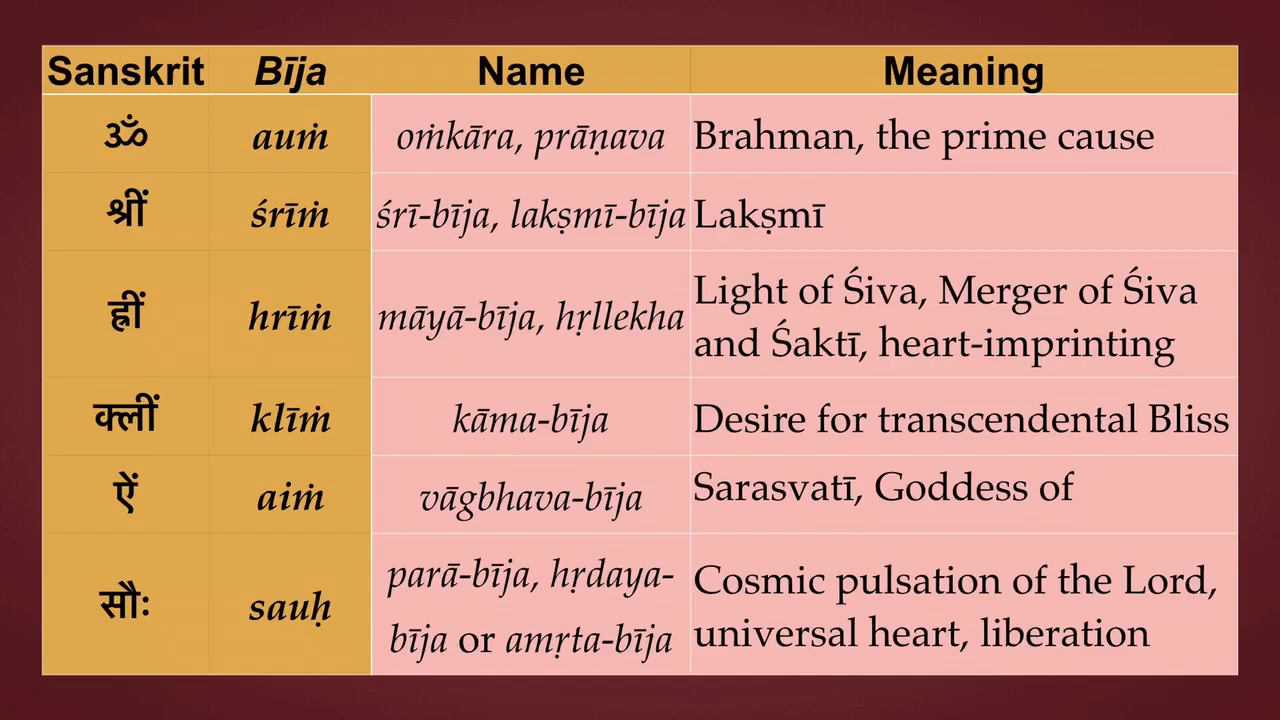 Sanskrit Bīja Name Meaning
ॐ auṁ oṁkāra, prāṇava Brahman, the prime cause
श्रीं śrīṁ śrī-bīja, lakṣmī-bīja Lakṣmī
ह्रीं hrīṁ māyā-bīja, hṛllekha Light of Śiva, Merger of Śiva
and Śaktī, heart-imprinting
क्लीं klīṁ kāma-bīja Desire for transcendental Bliss
ऐं aiṁ vāgbhava-bīja Sarasvatī, Goddess of
सौः sauḥ parā-bīja, hṛdaya-
bīja or amṛta-bīja Cosmic pulsation of the Lord,
universal heart, liberation